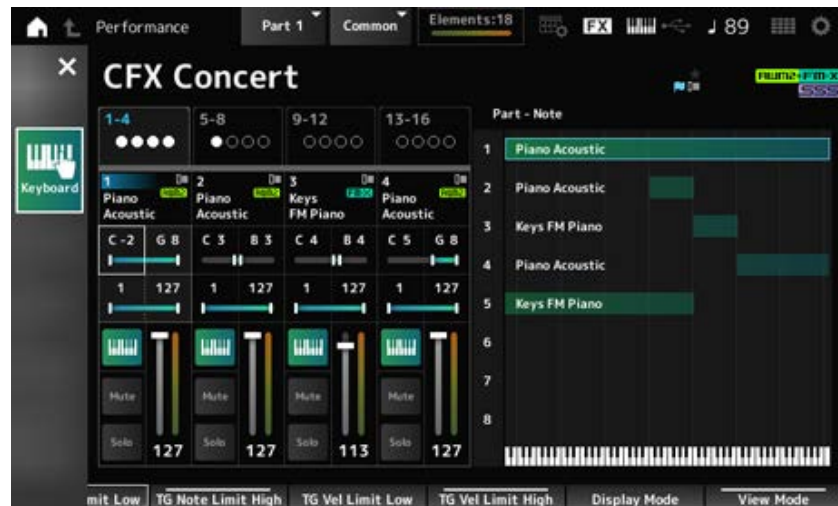 Performance
Part 1
Common
Elements:18
FX
♩ 89
×
CFX Concert
AWM2+FM-X
SSS
Keyboard
1-4 5-8 9-12 13-16
1 2 3 4
Piano Acoustic
Piano Acoustic
Keys FM Piano
Piano Acoustic
C -2 G 8 C 3 B 3 C 4 B 4 C 5 G 8
1 127 1 127 1 127 1 127
Mute Mute Mute Mute
Solo Solo Solo Solo
127 127 113 127
Part - Note
1 Piano Acoustic
2 Piano Acoustic
3 Keys FM Piano
4 Piano Acoustic
5 Keys FM Piano
6
7
8
mit Low TG Note Limit High TG Vel Limit Low TG Vel Limit High Display Mode View Mode